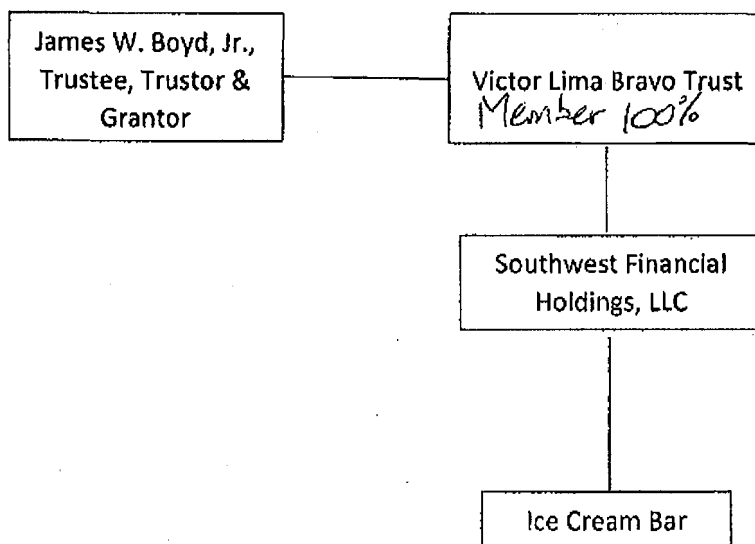 James W. Boyd, Jr.,
Trustee, Trustor &
Grantor
Victor Lima Bravo Trust
Member 100%
Southwest Financial
Holdings, LLC
Ice Cream Bar